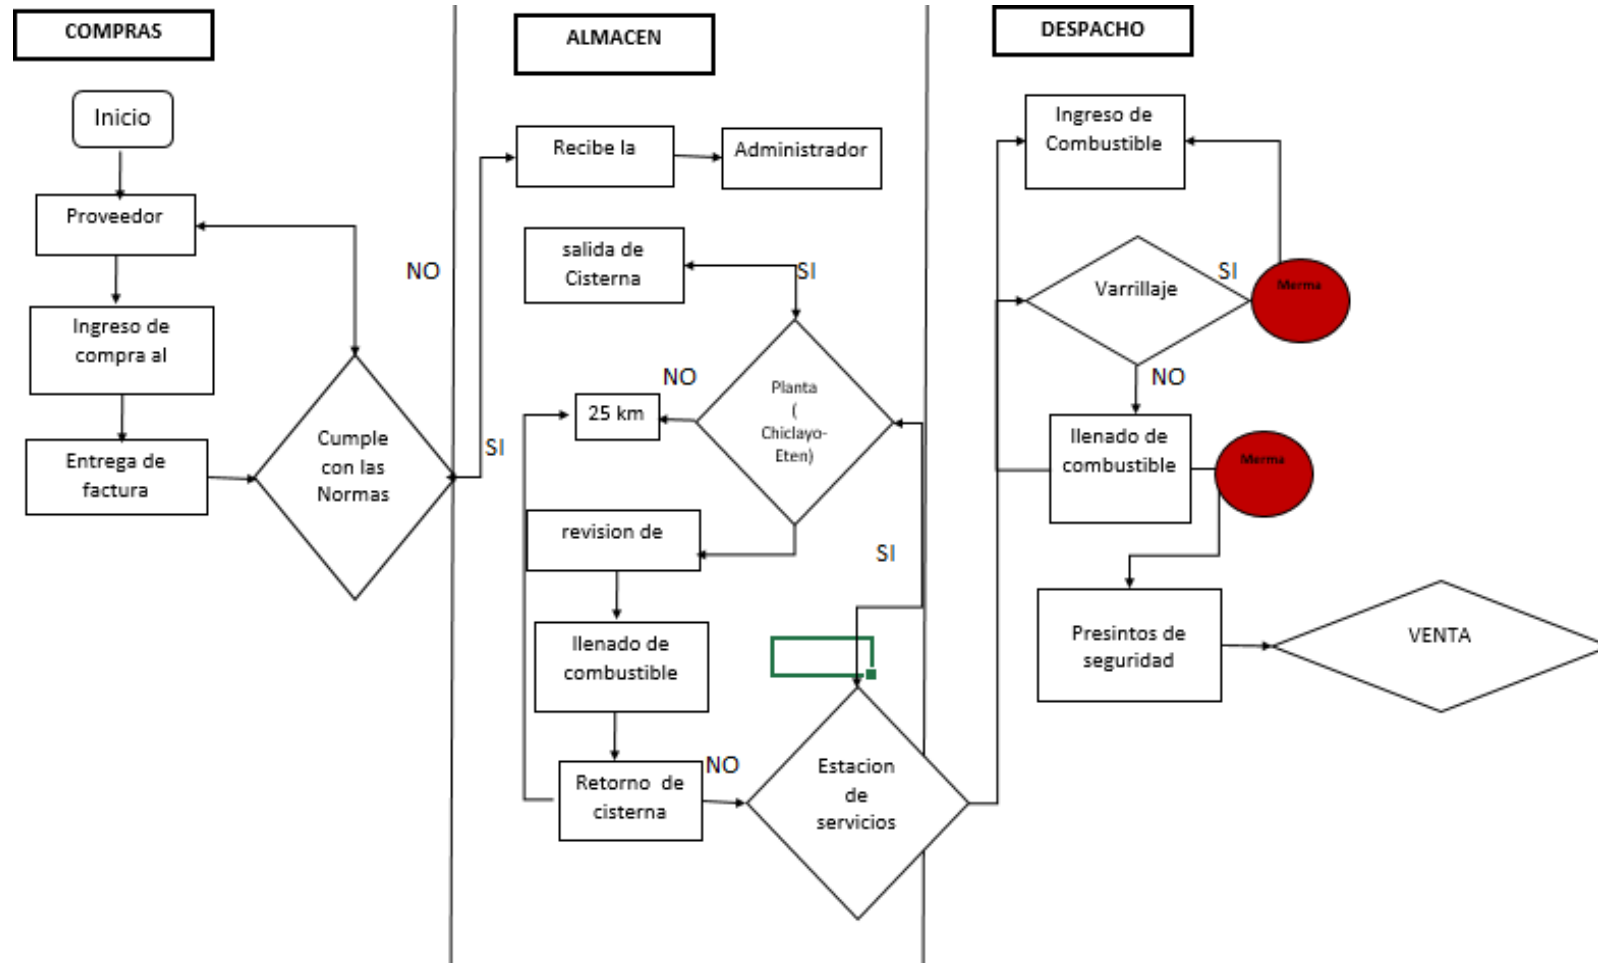 COMPRAS
Inicio
Proveedor
Ingreso de
compra al
Entrega de
factura
Cumple
con las
Normas
NO
SI
ALMACEN
Recibe la
Administrador
salida de
Cisterna
SI
Planta
(
Chiclayo-
Eten)
NO
25 km
revision de
llenado de
combustible
Retorno de
cisterna
NO
SI
Estacion
de
servicios
DESPACHO
Ingreso de
Combustible
Varrillaje
SI
Merma
NO
llenado de
combustible
Merma
Presintos de
seguridad
VENTA